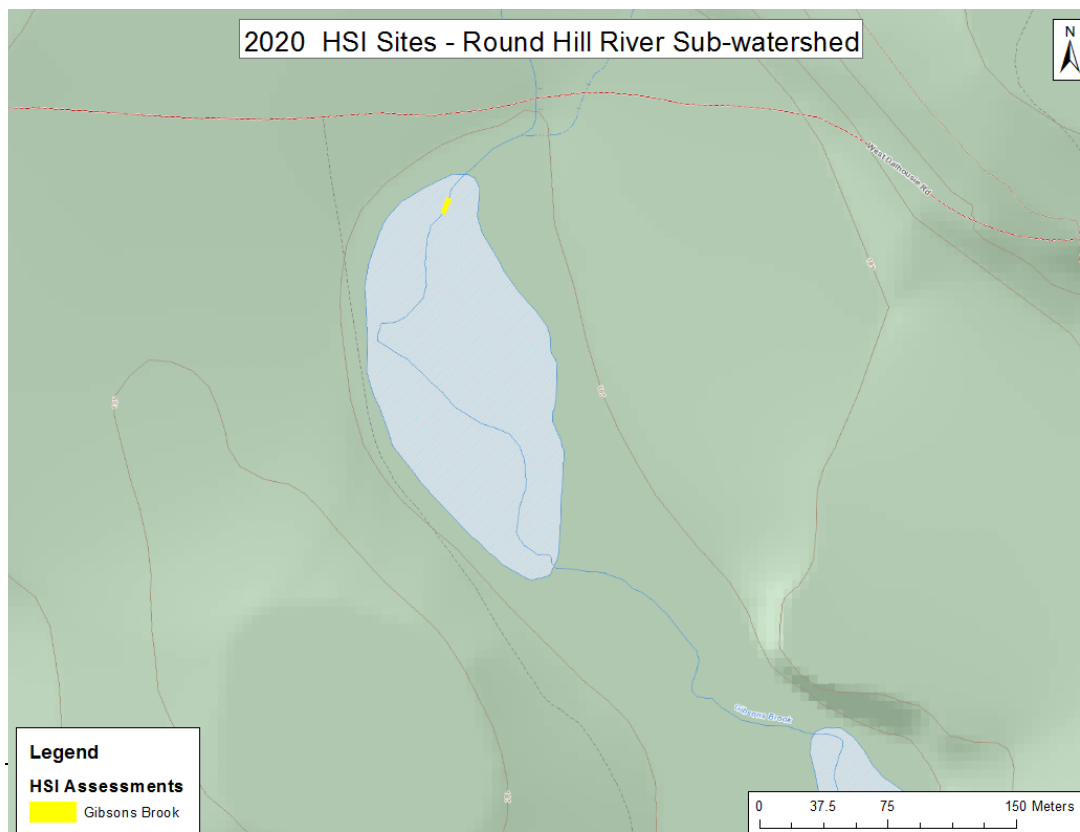 2020 HSI Sites - Round Hill River Sub-watershed
N
West Dalhousie Rd
Gibsons Brook
Legend
HSI Assessments
Gibsons Brook
0 37.5 75 150 Meters